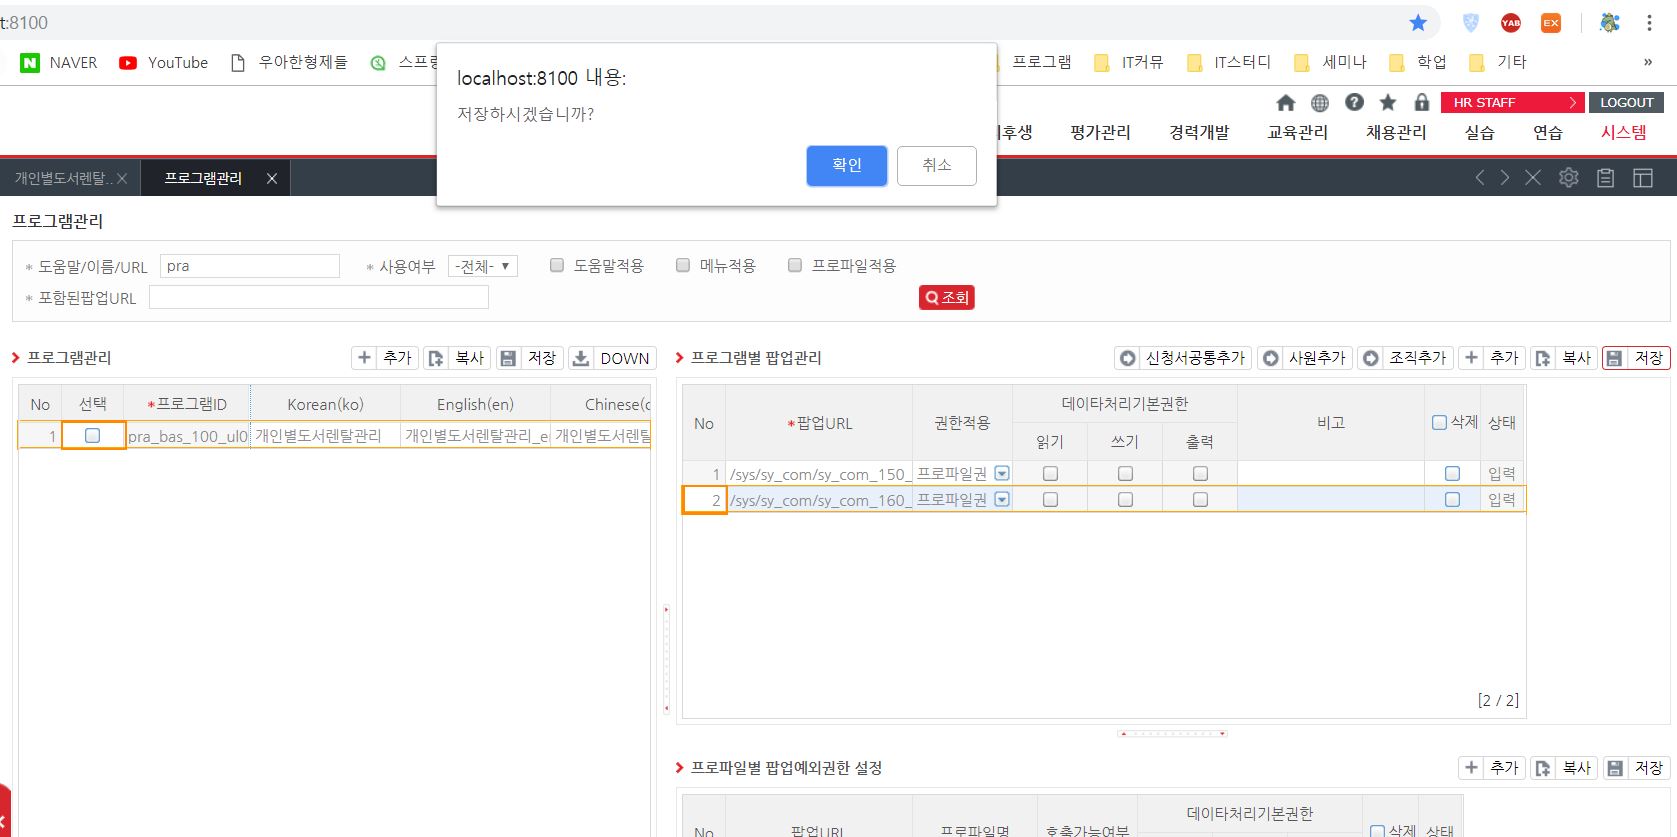 t:8100
YAB
EX
NAVER
YouTube
우아한형제들
스프링
프로그램
IT커뮤
IT스터디
세미나
학업
기타
»
localhost:8100 내용:
저장하시겠습니까?
확인
취소
HR STAFF
LOGOUT
후생
평가관리
경력개발
교육관리
채용관리
실습
연습
시스템
개인별도서렌탈..
프로그램관리
프로그램관리
* 도움말/이름/URL pra * 사용여부 -전체- 도움말적용 메뉴적용 프로파일적용
* 포함된팝업URL 조회
프로그램관리 추가 복사 저장 DOWN
No 선택 *프로그램ID Korean(ko) English(en) Chinese(c
1 pra_bas_100_ul0 개인별도서렌탈관리 개인별도서렌탈관리_e 개인별도서렌탈
프로그램별 팝업관리 신청서공통추가 사원추가 조직추가 추가 복사 저장
No *팝업URL 권한적용 데이타처리기본권한 비고 삭제 상태
읽기 쓰기 출력
1 /sys/sy_com/sy_com_150_ 프로파일권 입력
2 /sys/sy_com/sy_com_160_ 프로파일권 입력
[2 / 2]
프로파일별 팝업예외권한 설정 추가 복사 저장
No 팝업URL 프로파일명 호출가능여부 데이타처리기본권한 삭제 상태